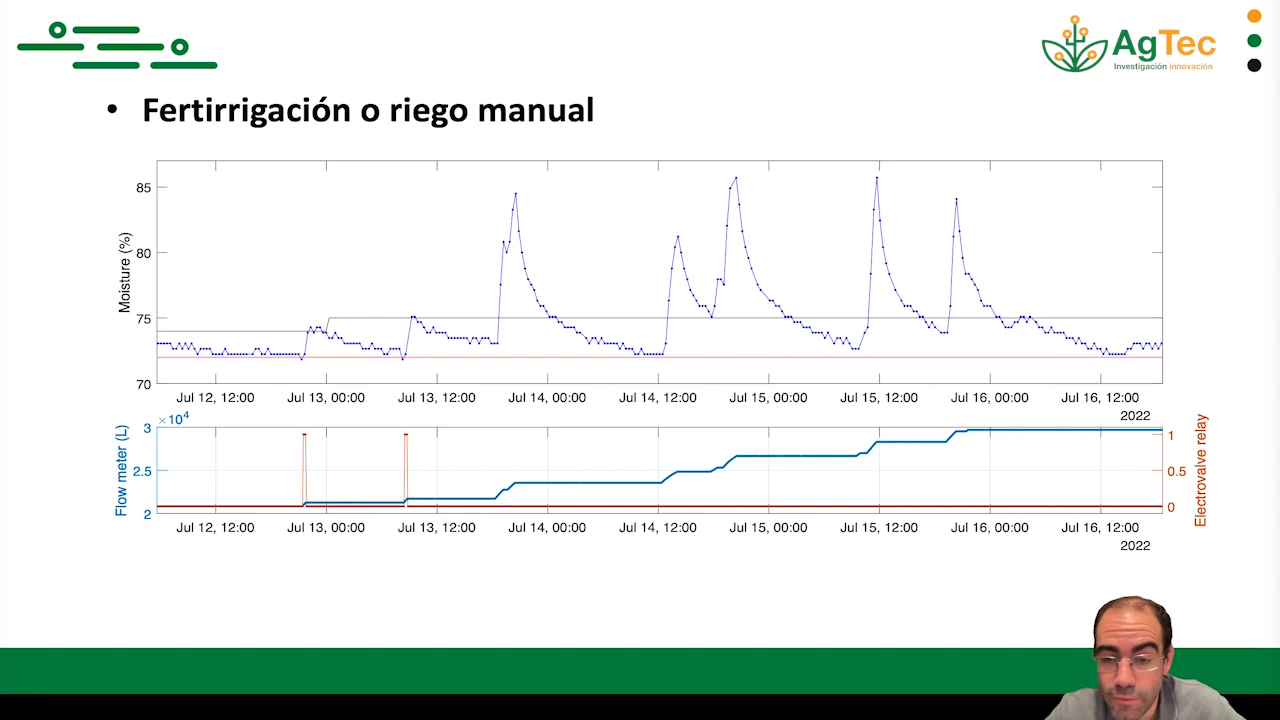 AgTec
Investigación innovación
• Fertirrigación o riego manual
Moisture (%)
85
80
75
70
Jul 12, 12:00 Jul 13, 00:00 Jul 13, 12:00 Jul 14, 00:00 Jul 14, 12:00 Jul 15, 00:00 Jul 15, 12:00 Jul 16, 00:00 Jul 16, 12:00
2022
×10⁴
Flow meter (L)
3
2.5
2
Electrovalve relay
1
0.5
0
Jul 12, 12:00 Jul 13, 00:00 Jul 13, 12:00 Jul 14, 00:00 Jul 14, 12:00 Jul 15, 00:00 Jul 15, 12:00 Jul 16, 00:00 Jul 16, 12:00
2022